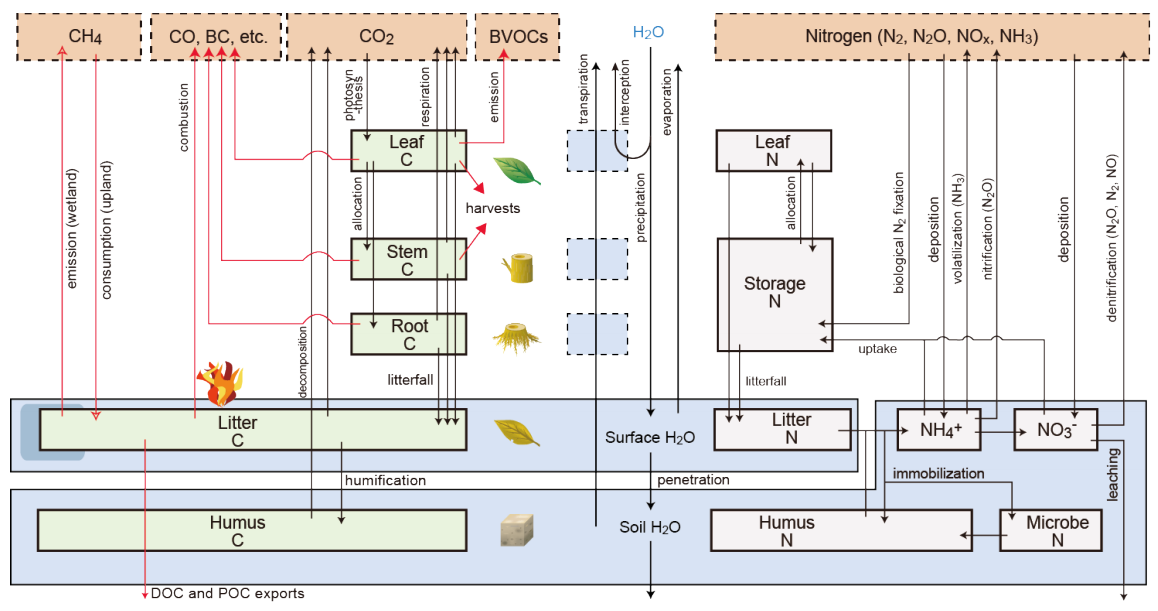 CH4
CO, BC, etc.
CO2
BVOCs
H2O
Nitrogen (N2, N2O, NOx, NH3)
combustion
photosyn
-thesis
respiration
emission
transpiration
interception
evaporation
Leaf
C
Leaf
N
emission (wetland)
consumption (upland)
allocation
harvests
precipitation
allocation
biological N2 fixation
deposition
volatilization (NH3)
nitrification (N2O)
deposition
denitrification (N2O, N2, NO)
Stem
C
Storage
N
Root
C
uptake
decomposition
litterfall
litterfall
Litter
C
Surface H2O
Litter
N
NH4+
NO3-
humification
penetration
immobilization
leaching
Humus
C
Soil H2O
Humus
N
Microbe
N
DOC and POC exports